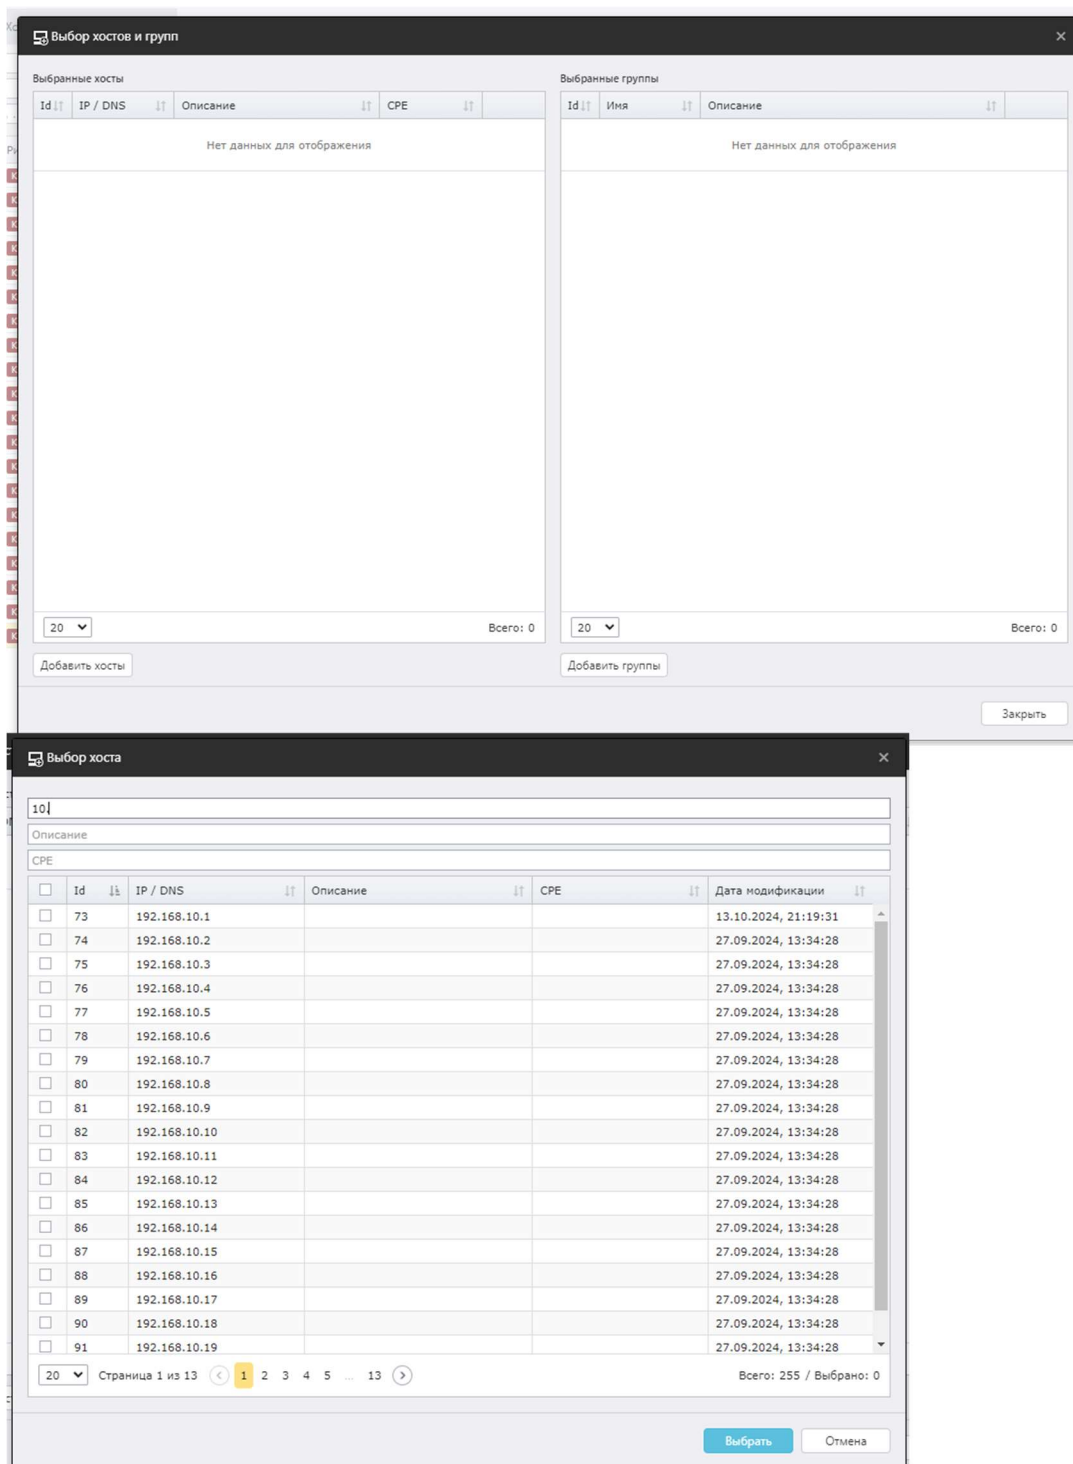 Выбор хостов и групп
Выбранные хосты
Выбранные группы
Id IP / DNS Описание CPE
Id Имя Описание
Нет данных для отображения
Нет данных для отображения
20 Всего: 0
20 Всего: 0
Добавить хосты
Добавить группы
Закрыть
Выбор хоста
10.
Описание
CPE
Id IP / DNS Описание CPE Дата модификации
73 192.168.10.1 13.10.2024, 21:19:31
74 192.168.10.2 27.09.2024, 13:34:28
75 192.168.10.3 27.09.2024, 13:34:28
76 192.168.10.4 27.09.2024, 13:34:28
77 192.168.10.5 27.09.2024, 13:34:28
78 192.168.10.6 27.09.2024, 13:34:28
79 192.168.10.7 27.09.2024, 13:34:28
80 192.168.10.8 27.09.2024, 13:34:28
81 192.168.10.9 27.09.2024, 13:34:28
82 192.168.10.10 27.09.2024, 13:34:28
83 192.168.10.11 27.09.2024, 13:34:28
84 192.168.10.12 27.09.2024, 13:34:28
85 192.168.10.13 27.09.2024, 13:34:28
86 192.168.10.14 27.09.2024, 13:34:28
87 192.168.10.15 27.09.2024, 13:34:28
88 192.168.10.16 27.09.2024, 13:34:28
89 192.168.10.17 27.09.2024, 13:34:28
90 192.168.10.18 27.09.2024, 13:34:28
91 192.168.10.19 27.09.2024, 13:34:28
20 Страница 1 из 13 1 2 3 4 5 ... 13 Всего: 255 / Выбрано: 0
Выбрать Отмена